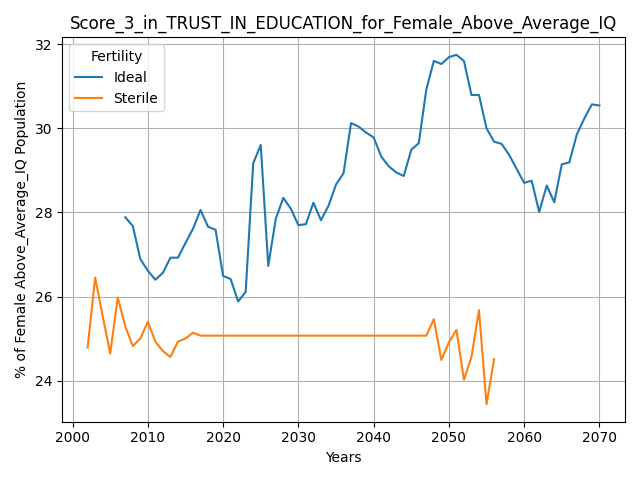 Score_3_in_TRUST_IN_EDUCATION_for_Female_Above_Average_IQ
Fertility
Ideal
Sterile
% of Female Above_Average_IQ Population
32
30
28
26
24
2000 2010 2020 2030 2040 2050 2060 2070
Years